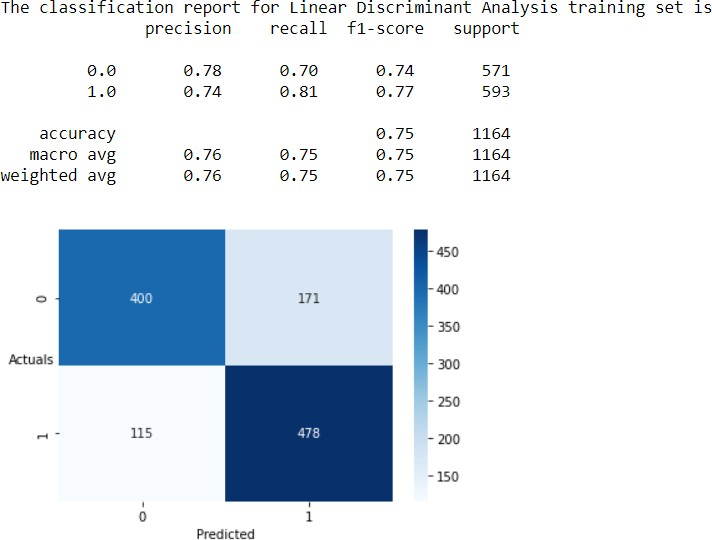 The classification report for Linear Discriminant Analysis training set is
precision recall f1-score support
0.0 0.78 0.70 0.74 571
1.0 0.74 0.81 0.77 593
accuracy 0.75 1164
macro avg 0.76 0.75 0.75 1164
weighted avg 0.76 0.75 0.75 1164
450
0 400 171 400
350
Actuals
300
250
1 115 478 200
150
0 1
Predicted